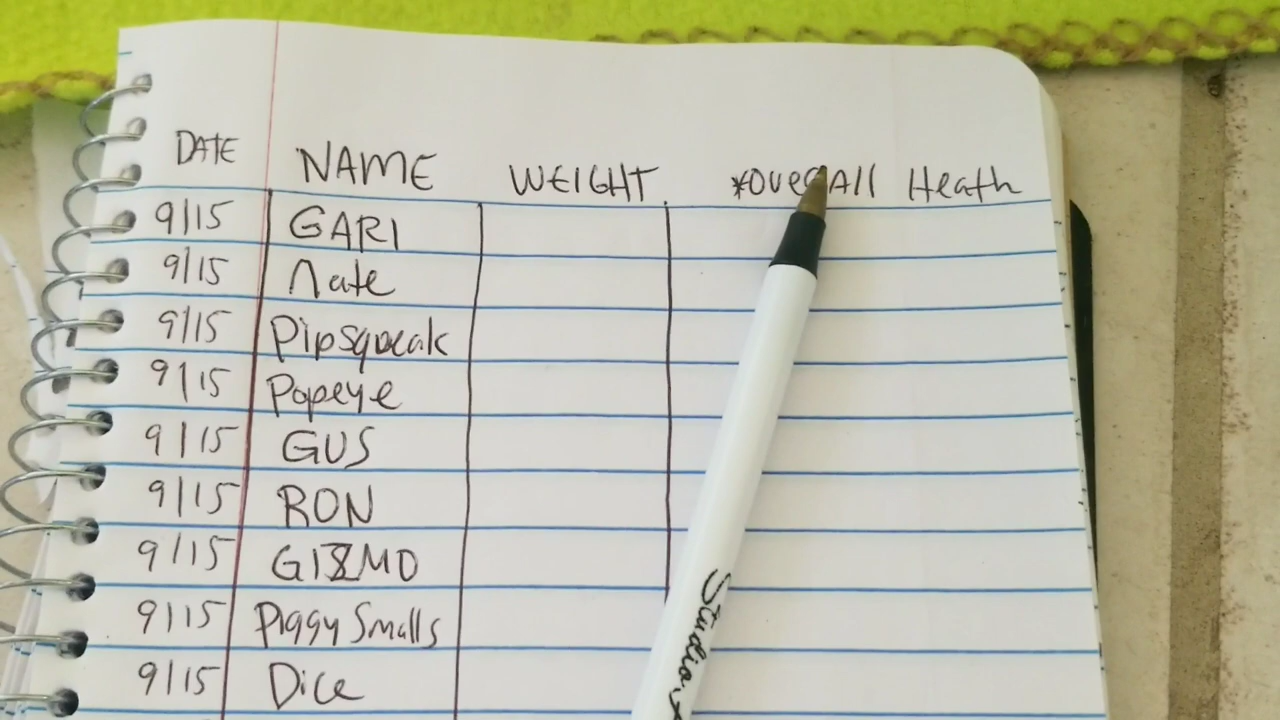 DATE NAME WEIGHT *OVerAll Heath
9/15 GARI
9/15 Nate
9/15 Pipsqueak
9/15 Popeye
9/15 GUS
9/15 RON
9/15 GIZMO
9/15 Piggy Smalls
9/15 Dice
Studio